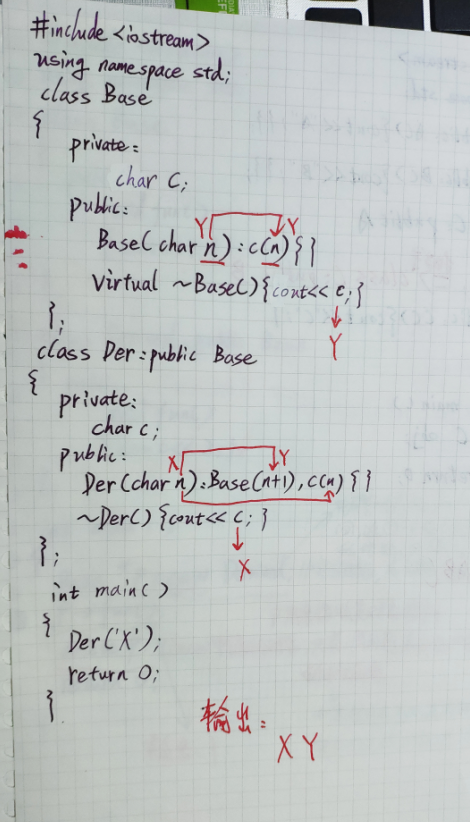 #include <iostream>
using namespace std;
class Base
{
private:
char C;
public:
Y Y
Base(char n):c(n){}
Virtual ~Base(){cout<< c;}
};
Y
class Der:public Base
{
private:
char c;
public:
X Y
Der(char n):Base(n+1),c(n){}
~Der(){cout<< C;}
};
X
int main()
{
Der('X');
return 0;
}
输出:
X Y